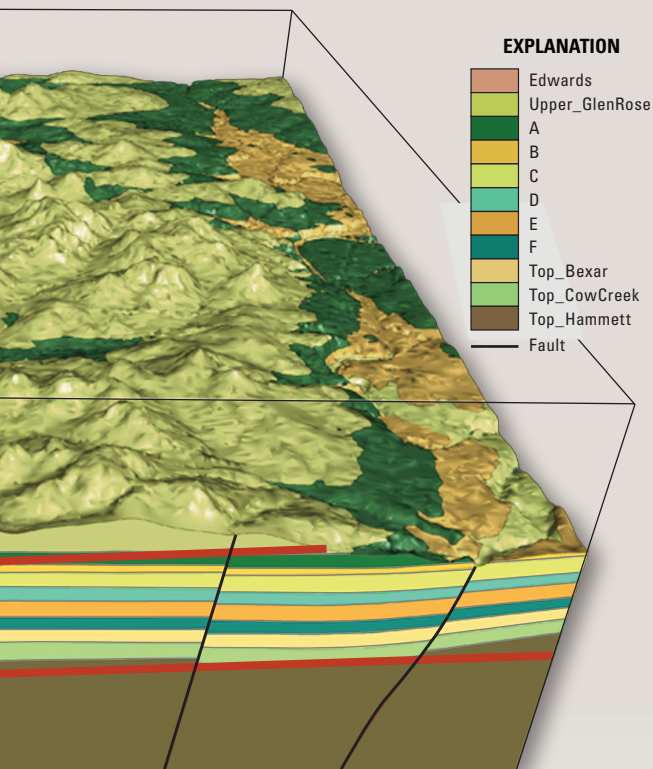 EXPLANATION
Edwards
Upper_GlenRose
A
B
C
D
E
F
Top_Bexar
Top_CowCreek
Top_Hammett
Fault